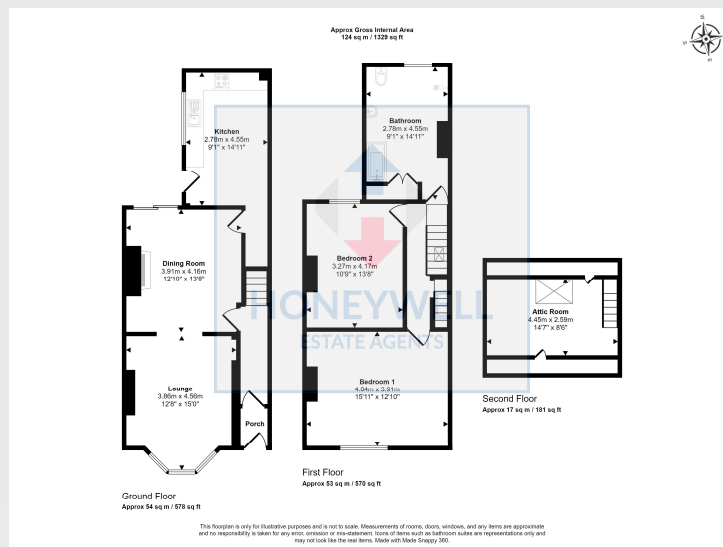 Approx Gross Internal Area
124 sq m / 1329 sq ft
Kitchen
2.78m x 4.55m
9'1" x 14'11"
Bathroom
2.78m x 4.55m
9'1" x 14'11"
Dining Room
3.91m x 4.16m
12'10" x 13'8"
Bedroom 2
3.27m x 4.17m
10'9" x 13'8"
HONEYWELL
ESTATE AGENTS
Attic Room
4.45m x 2.59m
14'7" x 8'6"
Lounge
3.86m x 4.56m
12'8" x 15'0"
Bedroom 1
4.84m x 3.91m
15'11" x 12'10"
Porch
Second Floor
Approx 17 sq m / 181 sq ft
First Floor
Approx 53 sq m / 570 sq ft
Ground Floor
Approx 54 sq m / 578 sq ft
This floorplan is only for illustrative purposes and is not to scale. Measurements of rooms, doors, windows, and any items are approximate
and no responsibility is taken for any error, omission or mis-statement. Icons of items such as bathroom suites are representations only and
may not look like the real items. Made with Made Snappy 360.